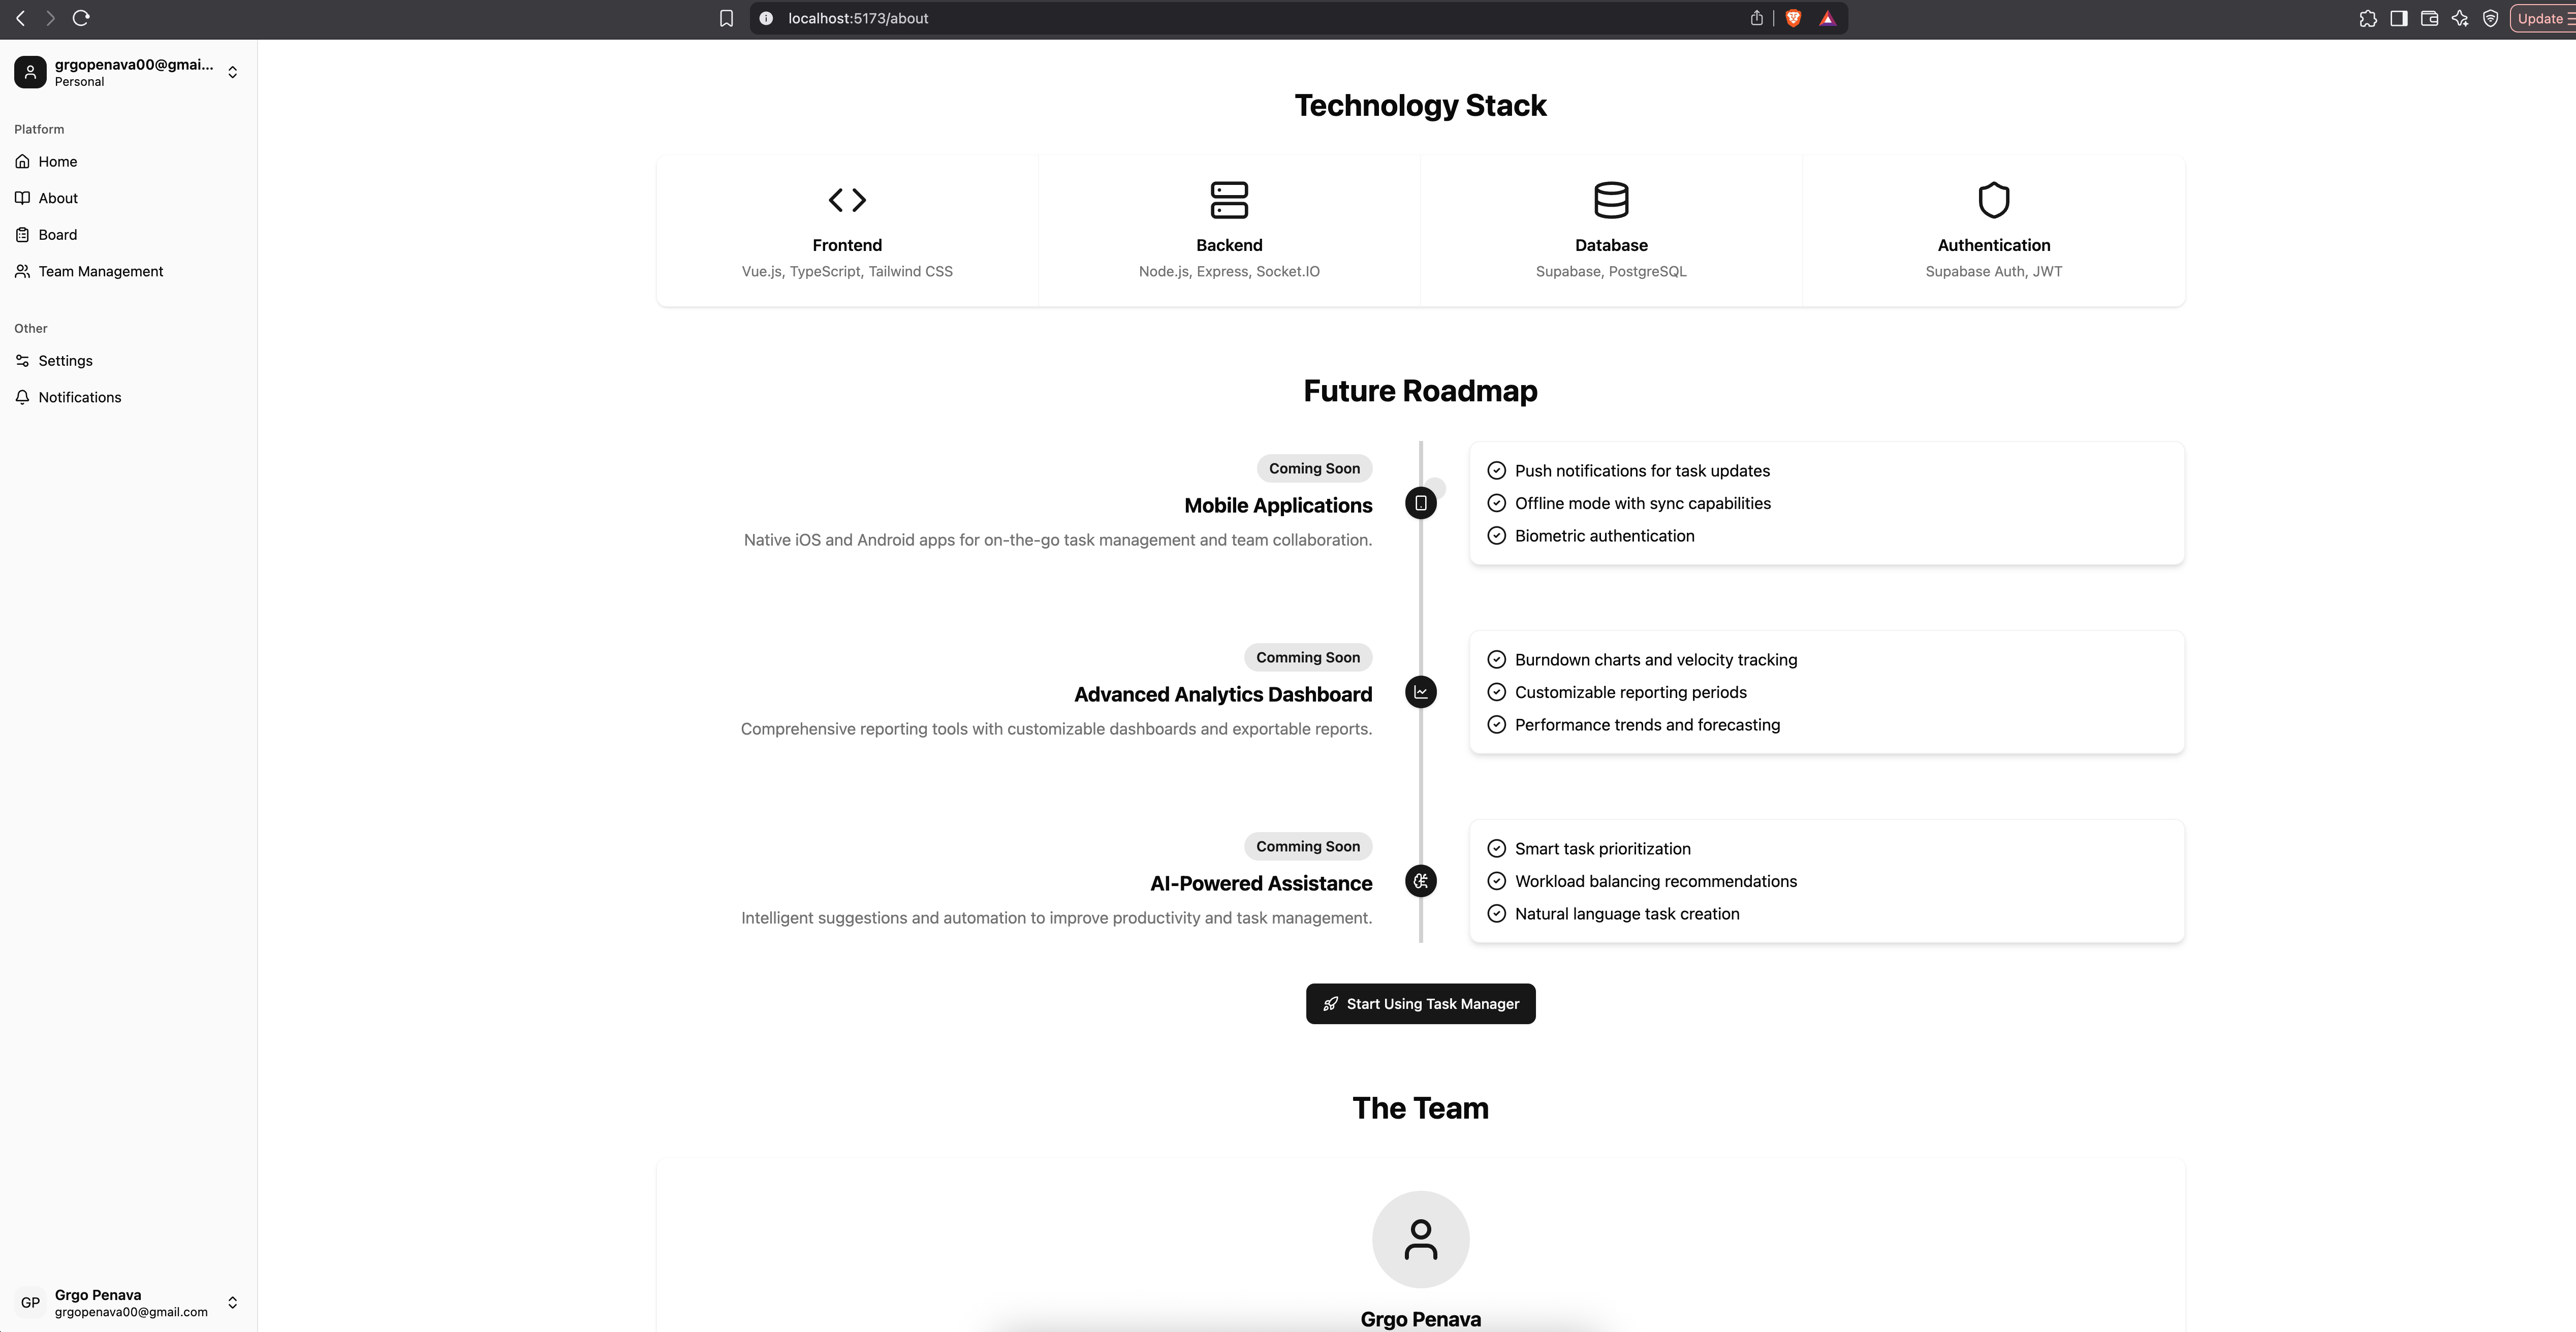 localhost:5173/about
Update
grgopenava00@gmai...
Personal
Platform
Home
About
Board
Team Management
Other
Settings
Notifications
GP
Grgo Penava
grgopenava00@gmail.com
Technology Stack
Frontend
Vue.js, TypeScript, Tailwind CSS
Backend
Node.js, Express, Socket.IO
Database
Supabase, PostgreSQL
Authentication
Supabase Auth, JWT
Future Roadmap
Coming Soon
Mobile Applications
Native iOS and Android apps for on-the-go task management and team collaboration.
Push notifications for task updates
Offline mode with sync capabilities
Biometric authentication
Comming Soon
Advanced Analytics Dashboard
Comprehensive reporting tools with customizable dashboards and exportable reports.
Burndown charts and velocity tracking
Customizable reporting periods
Performance trends and forecasting
Comming Soon
AI-Powered Assistance
Intelligent suggestions and automation to improve productivity and task management.
Smart task prioritization
Workload balancing recommendations
Natural language task creation
Start Using Task Manager
The Team
Grgo Penava